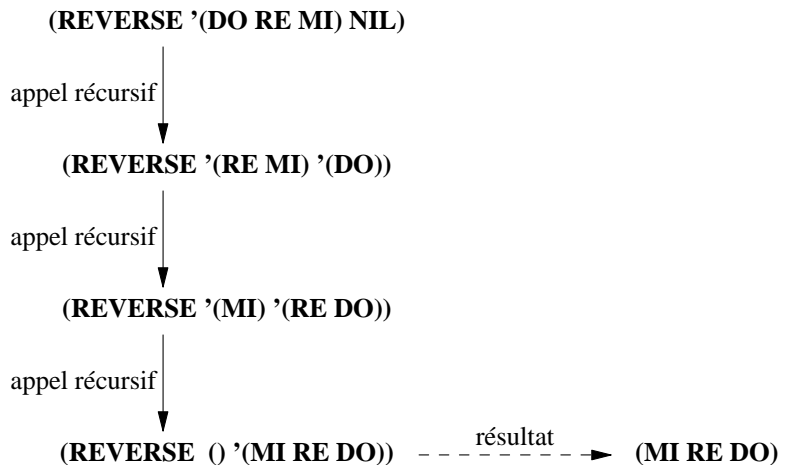 (REVERSE ’(DO RE MI) NIL)
appel récursif
(REVERSE ’(RE MI) ’(DO))
appel récursif
(REVERSE ’(MI) ’(RE DO))
appel récursif
(REVERSE () ’(MI RE DO))
résultat
(MI RE DO)